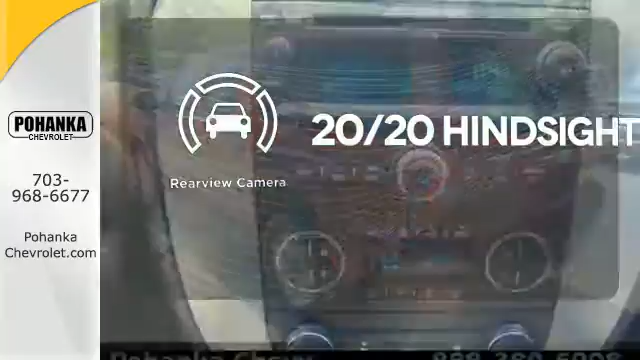 POHANKA
CHEVROLET
703-
968-6677
Pohanka
Chevrolet.com
Rearview Camera
20/20 HINDSIGHT